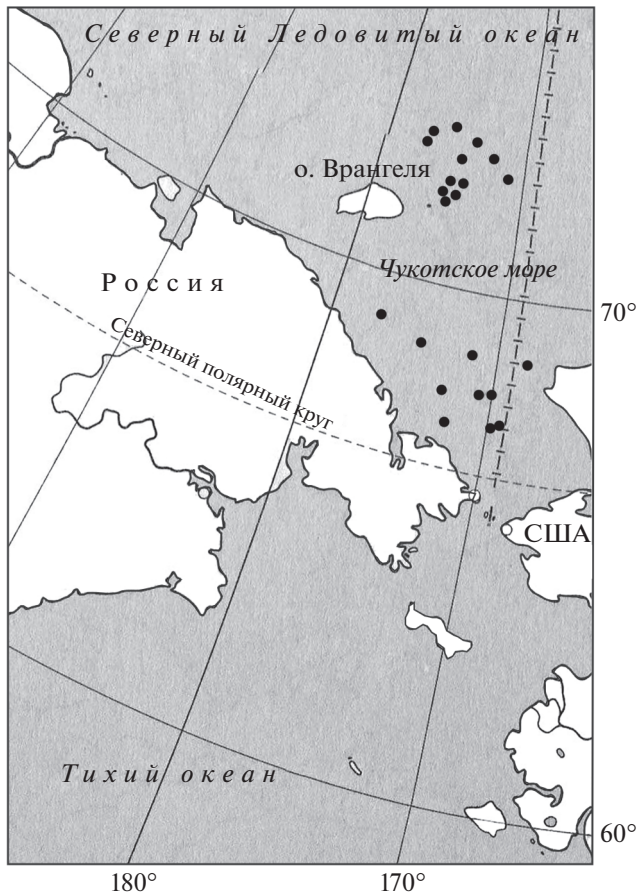 Северный Ледовитый океан
о. Врангеля
Чукотское море
Россия
70°
Северный полярный круг
США
Тихий океан
60°
180°
170°